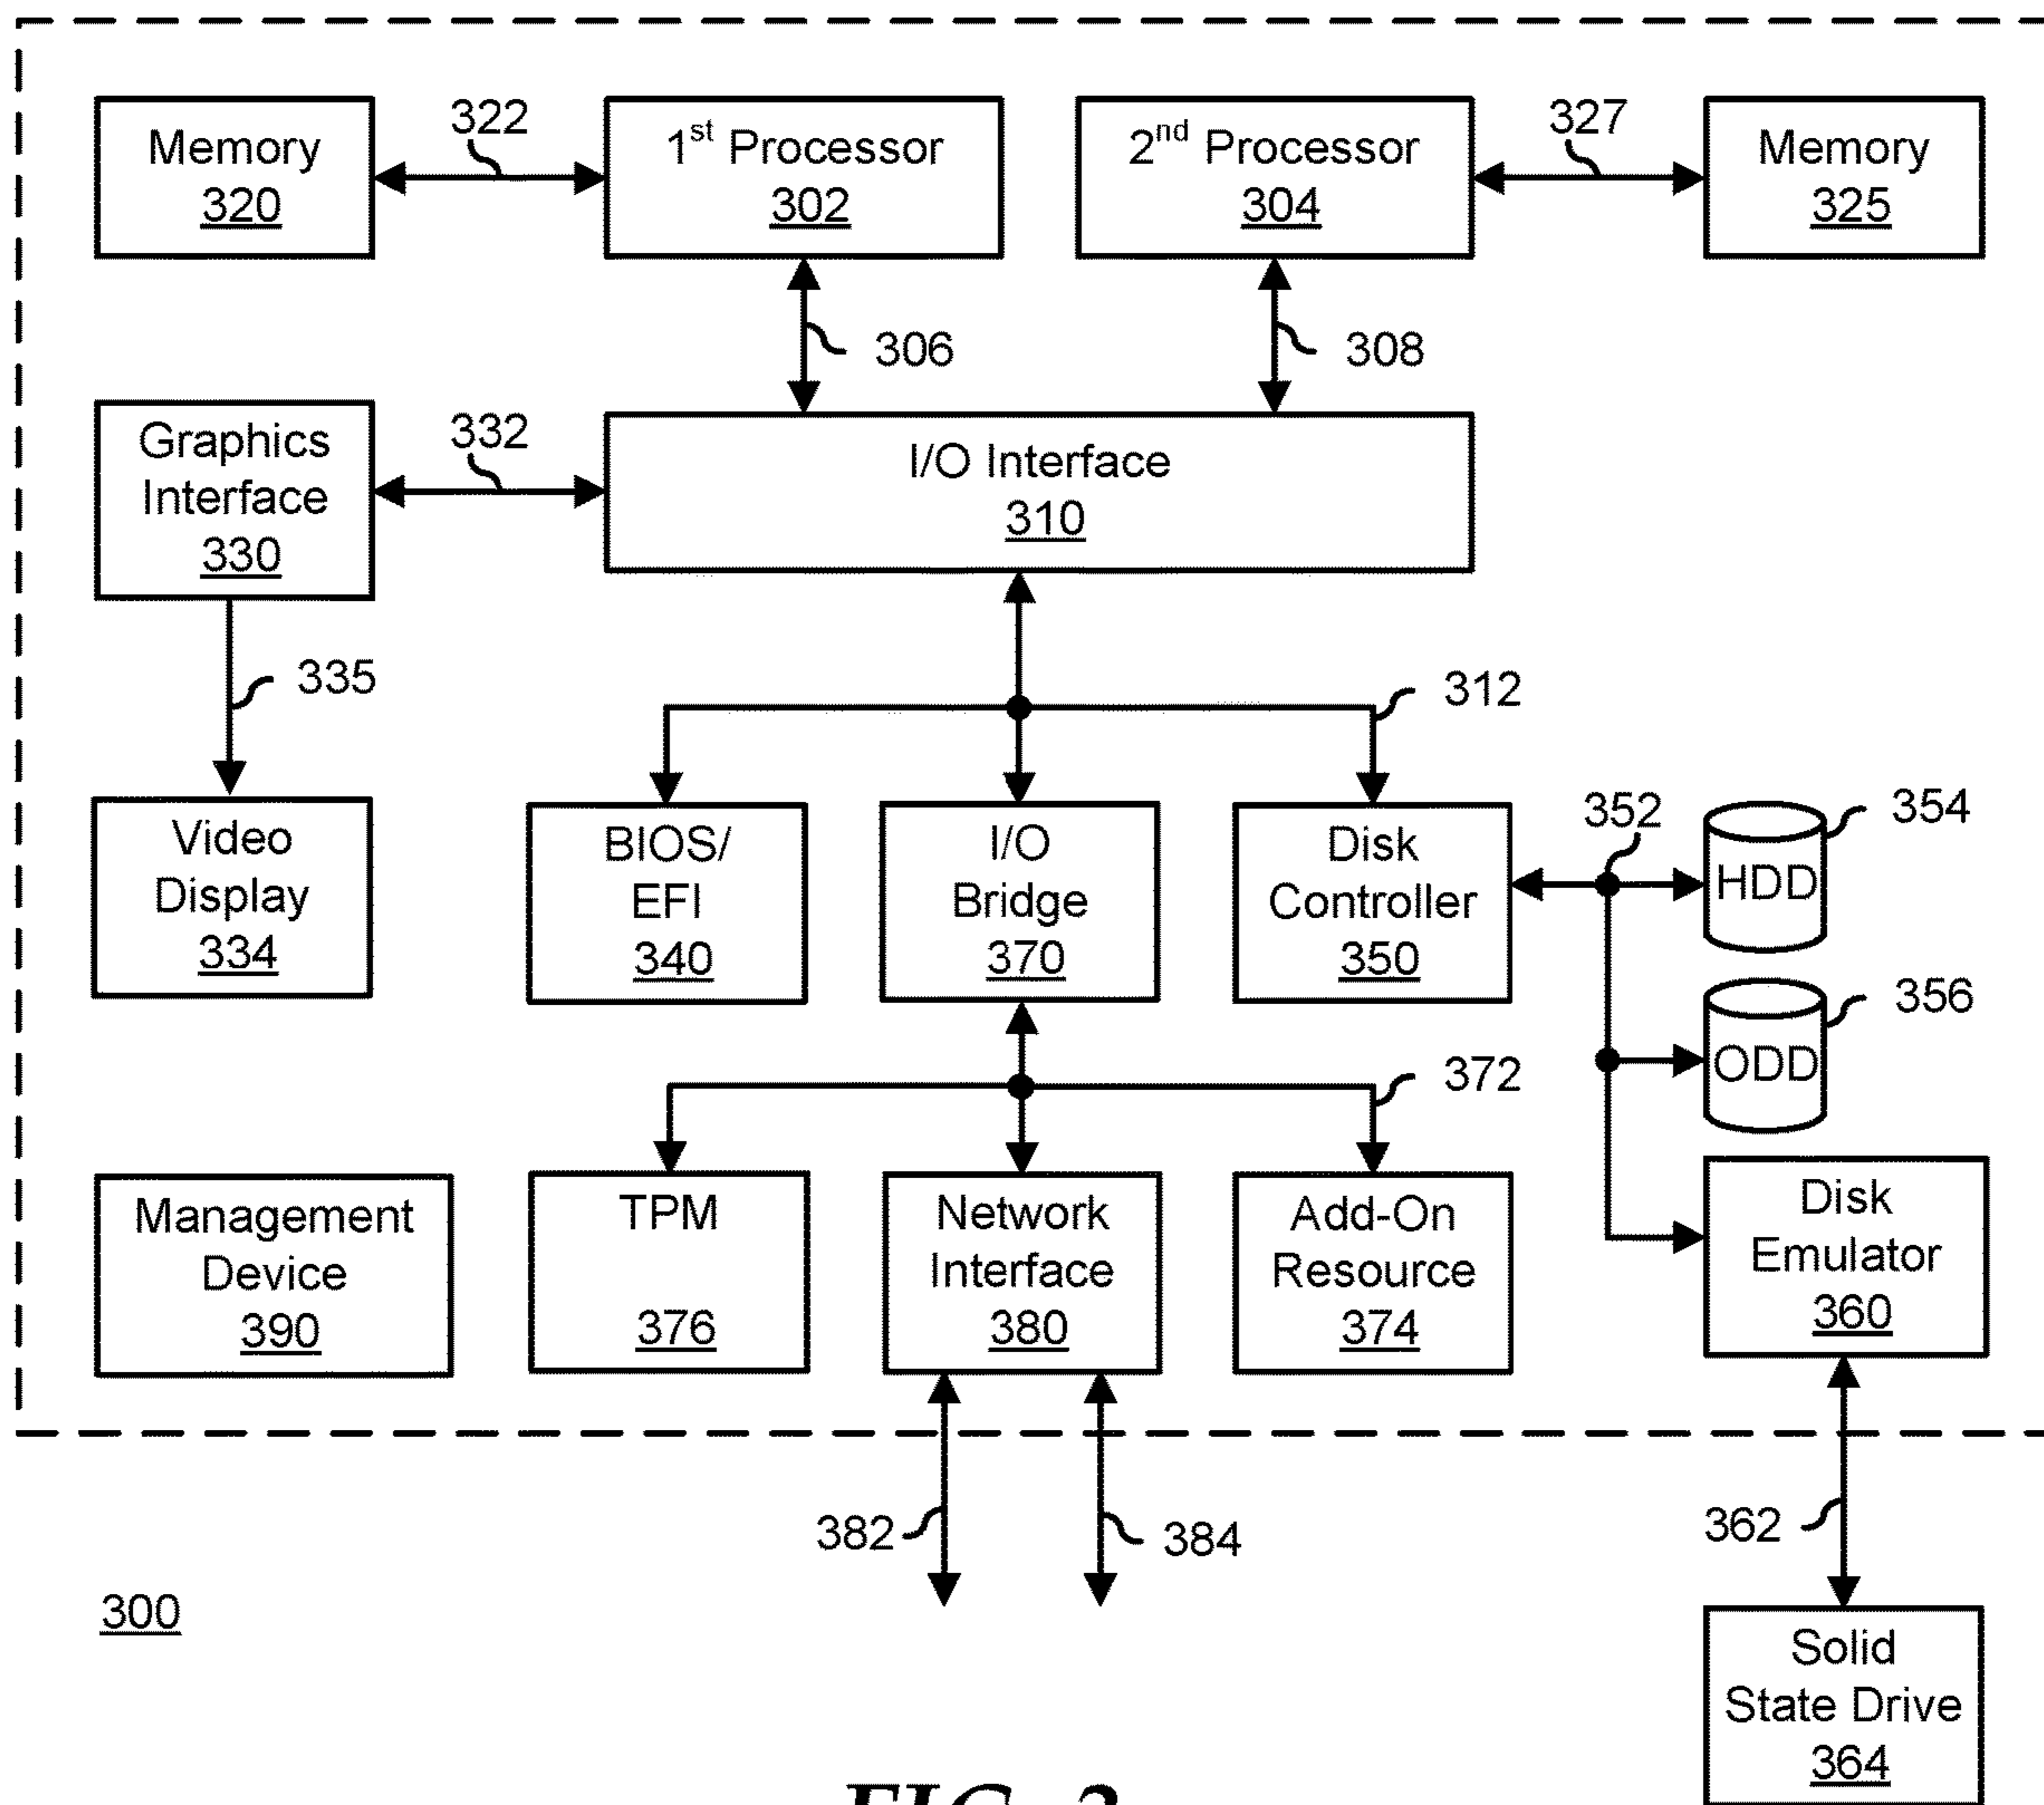 Memory
320
322
1st Processor
302
2nd Processor
304
327
Memory
325
306
308
Graphics
Interface
330
332
I/O Interface
310
335
312
Video
Display
334
BIOS/
EFI
340
I/O
Bridge
370
Disk
Controller
350
352
HDD
354
ODD
356
372
Management
Device
390
TPM
376
Network
Interface
380
Add-On
Resource
374
Disk
Emulator
360
382
384
362
300
Solid
State Drive
364